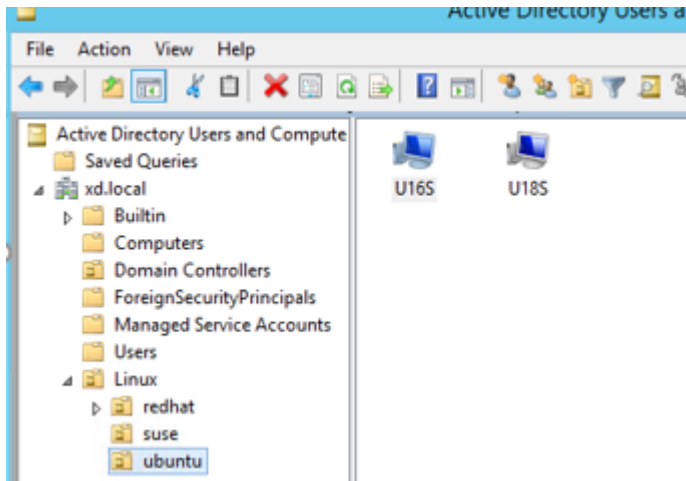 Active Directory Users a
File Action View Help
Active Directory Users and Compute
Saved Queries
xd.local
Builtin
Computers
Domain Controllers
ForeignSecurityPrincipals
Managed Service Accounts
Users
Linux
redhat
suse
ubuntu
U16S U18S